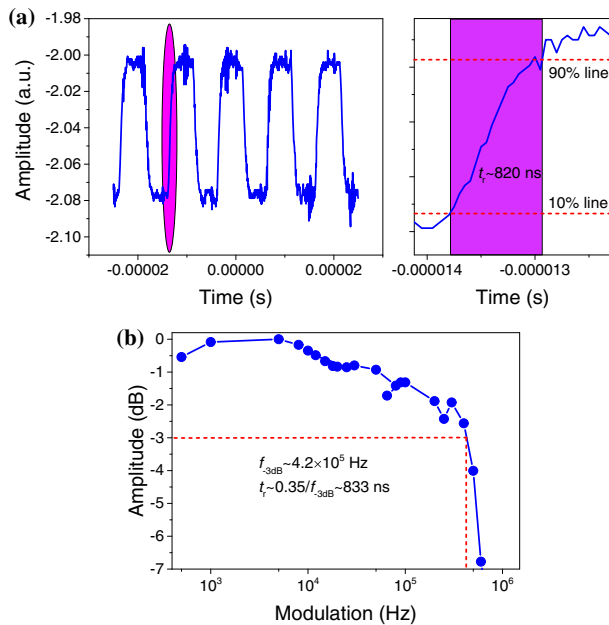 (a)
-1.98
-2.00
-2.02
-2.04
-2.06
-2.08
-2.10
Amplitude (a.u.)
-0.00002
0.00000
0.00002
Time (s)
90% line
tr~820 ns
10% line
-0.000014
-0.000013
Time (s)
(b)
0
-1
-2
-3
-4
-5
-6
-7
Amplitude (dB)
f-3dB~4.2×10⁵ Hz
tr~0.35/f-3dB~833 ns
10³
10⁴
10⁵
10⁶
Modulation (Hz)